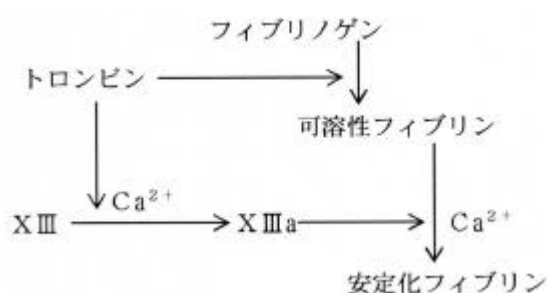 フィブリノゲン
トロンビン
可溶性フィブリン
Ca²⁺
XⅢ XⅢa Ca²⁺
安定化フィブリン